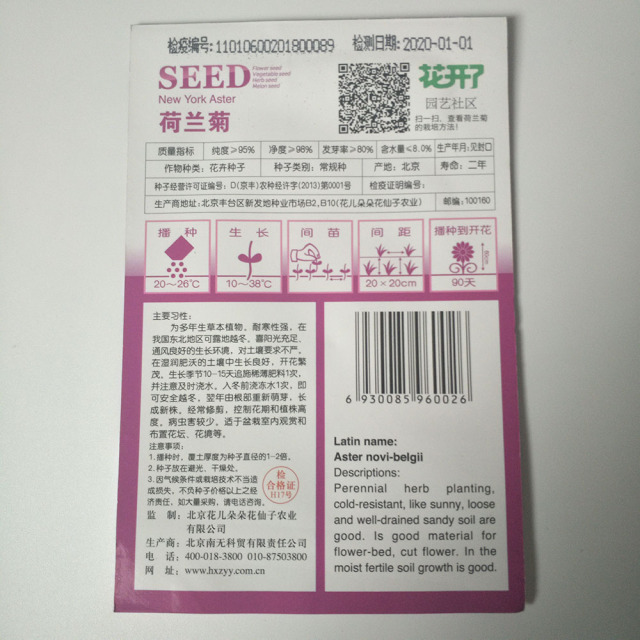 检疫编号: 11010600201800089 检测日期: 2020-01-01
SEED
Flower seed
Vegetable seed
Herb seed
Melon seed
New York Aster
荷兰菊
花开了
园艺社区
扫一扫，查看荷兰菊
的栽培方法！
质量指标 纯度≥95% 净度≥98% 发芽率≥80% 含水量≤8.0% 生产年月:见封口
作物种类: 花卉种子 种子类别: 常规种 产地: 北京 寿命: 二年
种子经营许可证编号: D(京丰)农种经许字(2013)第0001号 检疫证明编号:
生产商地址: 北京丰台区新发地种业市场B2,B10(花儿朵朵花仙子农业) 邮编: 100160
播种 生长 间苗 间距 播种到开花
20～26℃ 10～38℃ 20×20cm 90天
主要习性:
为多年生草本植物，耐寒性强，在
我国东北地区可露地越冬。喜阳光充足、
通风良好的生长环境，对土壤要求不严，
在湿润肥沃的土壤中生长良好，开花繁
茂。生长季节10-15天追施稀薄肥料1次，
并注意及时浇水。入冬前浇冻水1次，即
可安全越冬，翌年由根部重新萌芽，长
成新株。经常修剪，控制花期和植株高
度，病虫害较少。适于盆栽室内观赏和
布置花坛、花境等。
注意事项:
1.播种时，覆土厚度为种子直径的1-2倍。
2.种子放在避光、干燥处。
3.因气候条件或栽培技术不当造
成损失，不负种子价格以上之经
济责任，如大量采购，请电话咨询。
检
合格证
H17号
监 制: 北京花儿朵朵花仙子农业
有限公司
生产商: 北京南无科贸有限责任公司
电 话: 400-018-3800 010-87503800
网 址: www.hxzyy.com.cn
6 930085 960026
Latin name:
Aster novi-belgii
Descriptions:
Perennial herb planting,
cold-resistant, like sunny, loose
and well-drained sandy soil are
good. Is good material for
flower-bed, cut flower. In the
moist fertile soil growth is good.